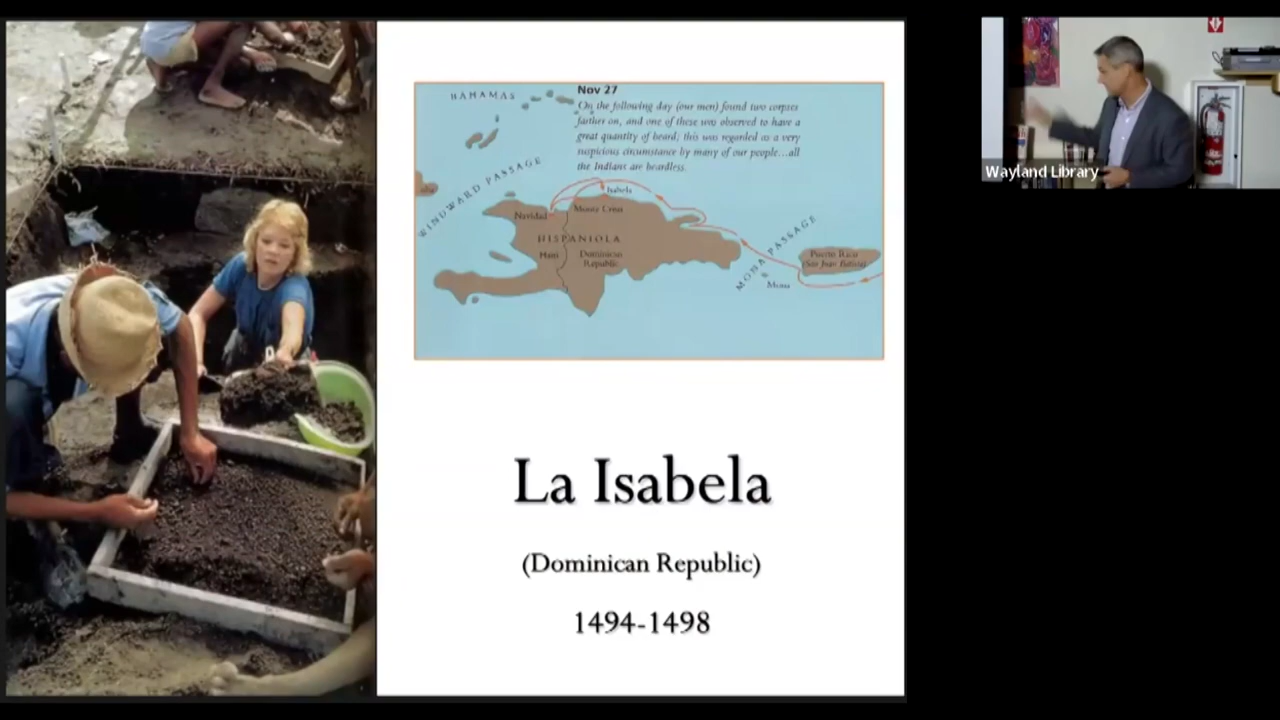 BAHAMAS
Nov 27
On the following day (our men) found two corpses
farther on, and one of these was observed to have a
great quantity of beard; this was regarded as a very
suspicious circumstance by many of our people...all
the Indians are beardless.
WINDWARD PASSAGE
Isabela
Navidad
Monte Cristi
HISPANIOLA
Haiti
Dominican
Republic
MONA PASSAGE
Mona
Puerto Rico
(San Juan Bautista)
La Isabela
(Dominican Republic)
1494-1498
Wayland Library